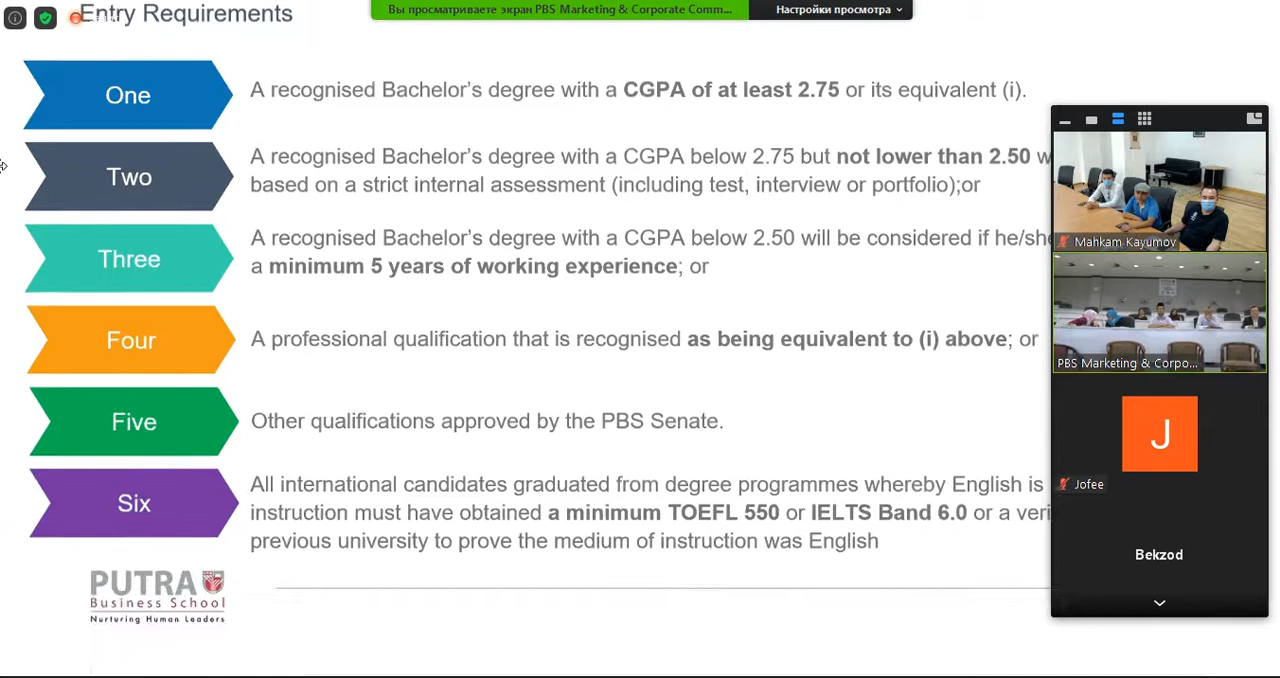 Entry Requirements
Вы просматриваете экран PBS Marketing & Corporate Comm...
Настройки просмотра
One
A recognised Bachelor's degree with a CGPA of at least 2.75 or its equivalent (i).
Two
A recognised Bachelor's degree with a CGPA below 2.75 but not lower than 2.50 w
based on a strict internal assessment (including test, interview or portfolio);or
Three
A recognised Bachelor's degree with a CGPA below 2.50 will be considered if he/she
a minimum 5 years of working experience; or
Four
A professional qualification that is recognised as being equivalent to (i) above; or
Five
Other qualifications approved by the PBS Senate.
Six
All international candidates graduated from degree programmes whereby English is
instruction must have obtained a minimum TOEFL 550 or IELTS Band 6.0 or a veri
previous university to prove the medium of instruction was English
PUTRA
Business School
Nurturing Human Leaders
Mahkam Kayumov
PBS Marketing & Corpo...
J
Jofee
Bekzod